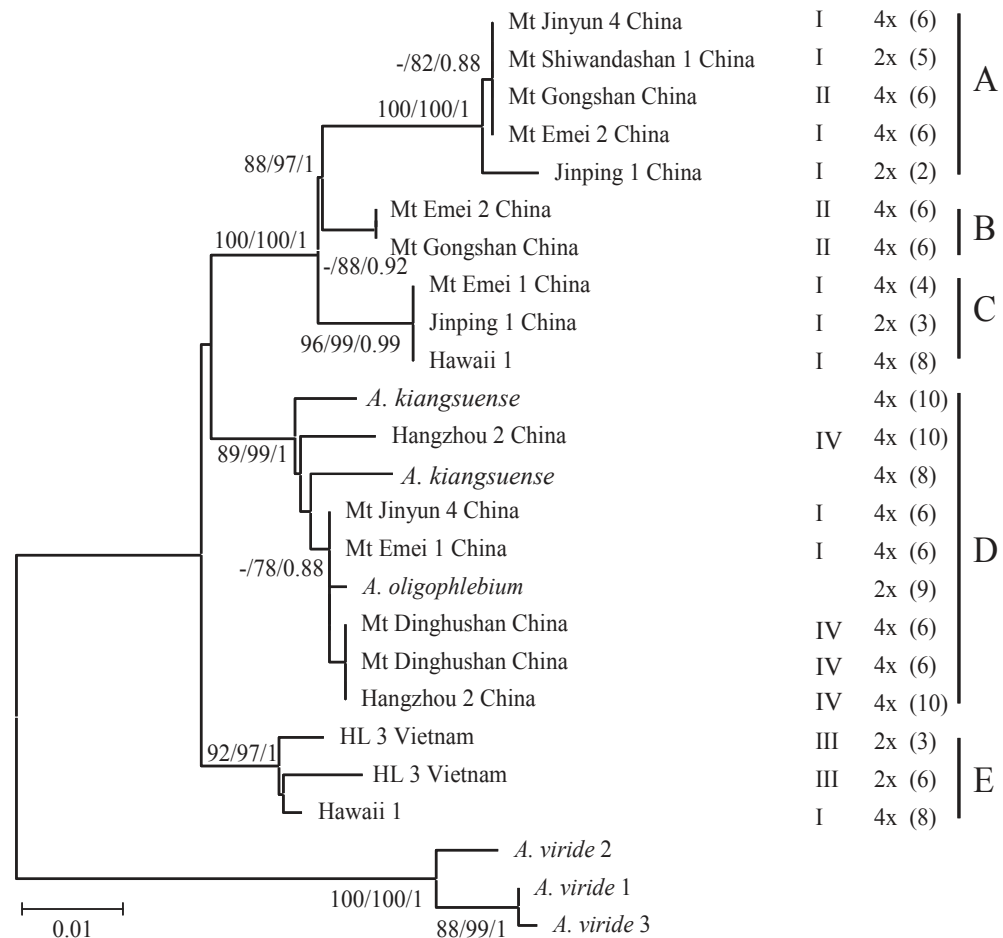 Mt Jinyun 4 China I 4x (6)
-/82/0.88
Mt Shiwandashan 1 China I 2x (5)
A
Mt Gongshan China II 4x (6)
100/100/1
Mt Emei 2 China I 4x (6)
88/97/1
Jinping 1 China I 2x (2)
Mt Emei 2 China II 4x (6)
B
100/100/1
Mt Gongshan China II 4x (6)
-/88/0.92
Mt Emei 1 China I 4x (4)
C
Jinping 1 China I 2x (3)
96/99/0.99
Hawaii 1 I 4x (8)
A. kiangsuense 4x (10)
Hangzhou 2 China IV 4x (10)
89/99/1
A. kiangsuense 4x (8)
Mt Jinyun 4 China I 4x (6)
Mt Emei 1 China I 4x (6)
D
-/78/0.88
A. oligophlebium 2x (9)
Mt Dinghushan China IV 4x (6)
Mt Dinghushan China IV 4x (6)
Hangzhou 2 China IV 4x (10)
HL 3 Vietnam III 2x (3)
92/97/1
HL 3 Vietnam III 2x (6)
E
Hawaii 1 I 4x (8)
A. viride 2
A. viride 1
100/100/1
A. viride 3
88/99/1
0.01